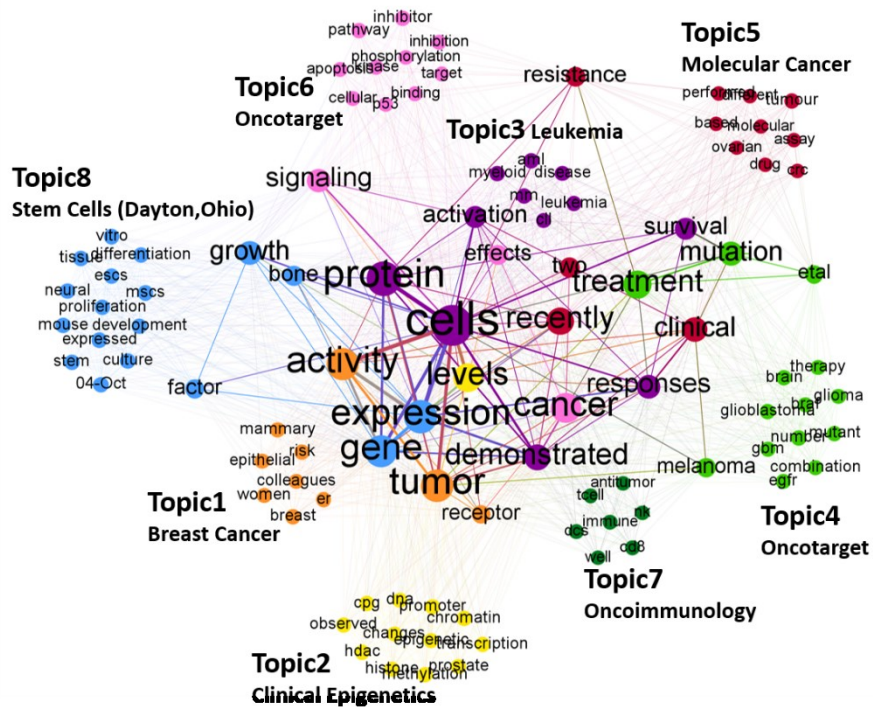 inhibitor
pathway
inhibition
phosphorylation
apoptosis kinase
target
cellular
p53
binding
Topic6
Oncotarget
Topic5
Molecular Cancer
performed
different
tumour
based
molecular
assay
ovarian
drug
crc
resistance
Topic3 Leukemia
aml
myeloid disease
mm
leukemia
cll
Topic8
Stem Cells (Dayton,Ohio)
vitro
tissue
differentiation
escs
neural
mscs
proliferation
mouse development
expressed
stem
culture
04-Oct
signaling
activation
survival
growth
effects
mutation
bone
protein
two
treatment
etal
cells
recently
clinical
activity
levels
responses
factor
expression
cancer
gene
demonstrated
melanoma
tumor
receptor
therapy
brain
glioma
braf
glioblastoma
number
mutant
gbm
combination
egfr
Topic4
Oncotarget
mammary
risk
epithelial
colleagues
women
er
breast
Topic1
Breast Cancer
antitumor
tcell
nk
immune
dcs
cd8
well
Topic7
Oncoimmunology
cpg
dna
promoter
observed
chromatin
changes
epigenetic
transcription
hdac
histone
prostate
methylation
Topic2
Clinical Epigenetics